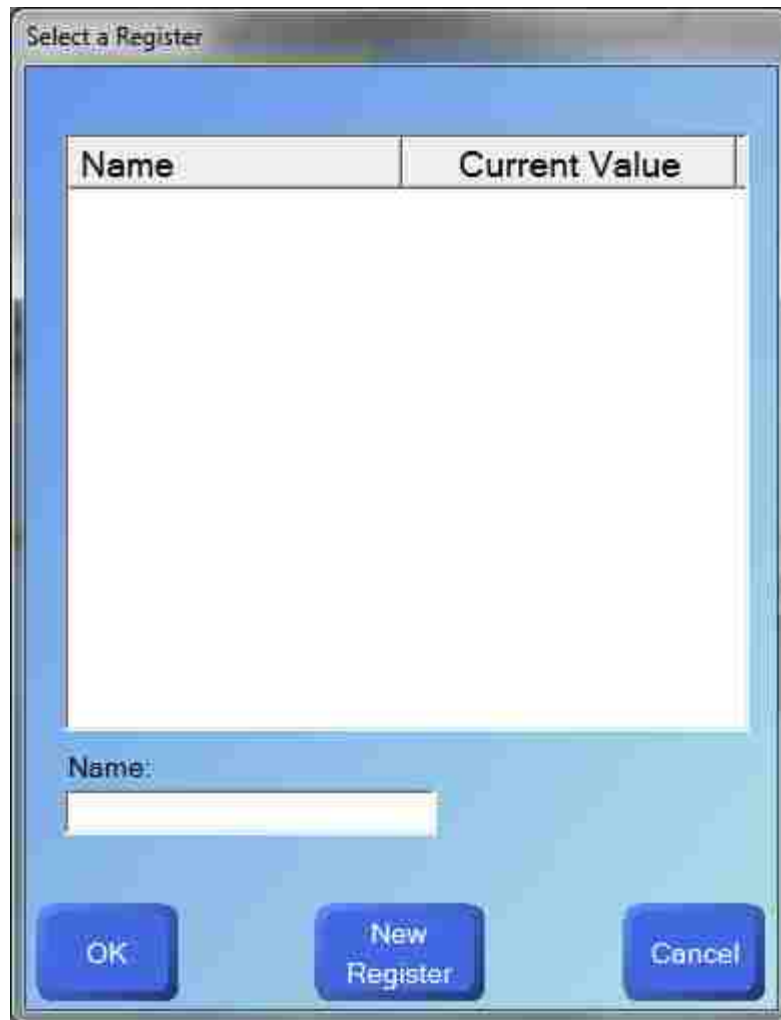 Select a Register
Name Current Value
Name:
OK
New
Register
Cancel